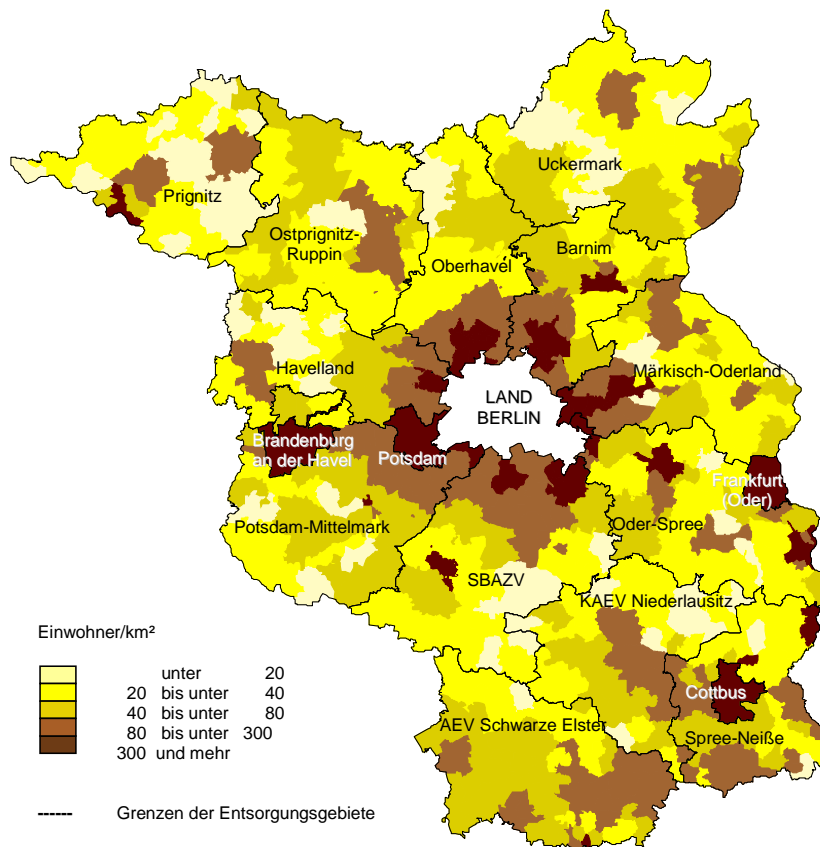 Uckermark
Prignitz
Ostprignitz-
Ruppin
Oberhavel
Barnim
Havelland
Märkisch-Oderland
LAND
BERLIN
Brandenburg
an der Havel
Potsdam
Frankfurt
(Oder)
Potsdam-Mittelmark
Oder-Spree
SBAZV
KAEV Niederlausitz
Cottbus
AEV Schwarze Elster
Spree-Neiße
Einwohner/km²
unter 20
20 bis unter 40
40 bis unter 80
80 bis unter 300
300 und mehr
Grenzen der Entsorgungsgebiete